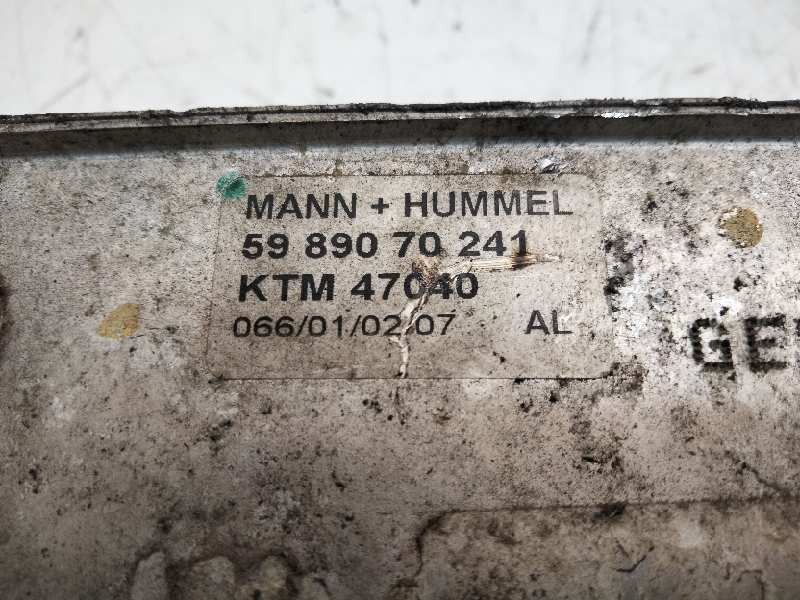 MANN + HUMMEL
59 890 70 241
KTM 47040
066/01/02/07 AL